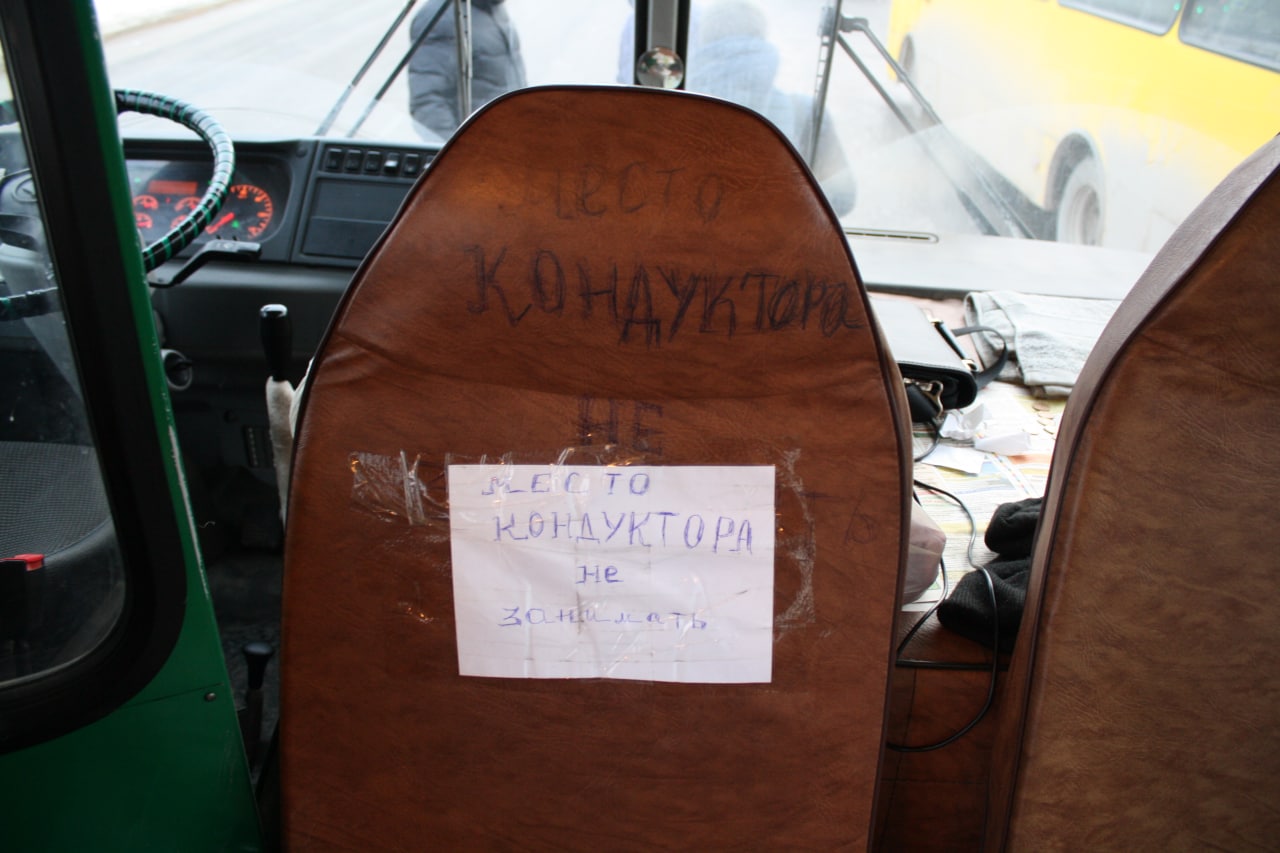 место
кондуктора
не
место
кондуктора
не
занимать